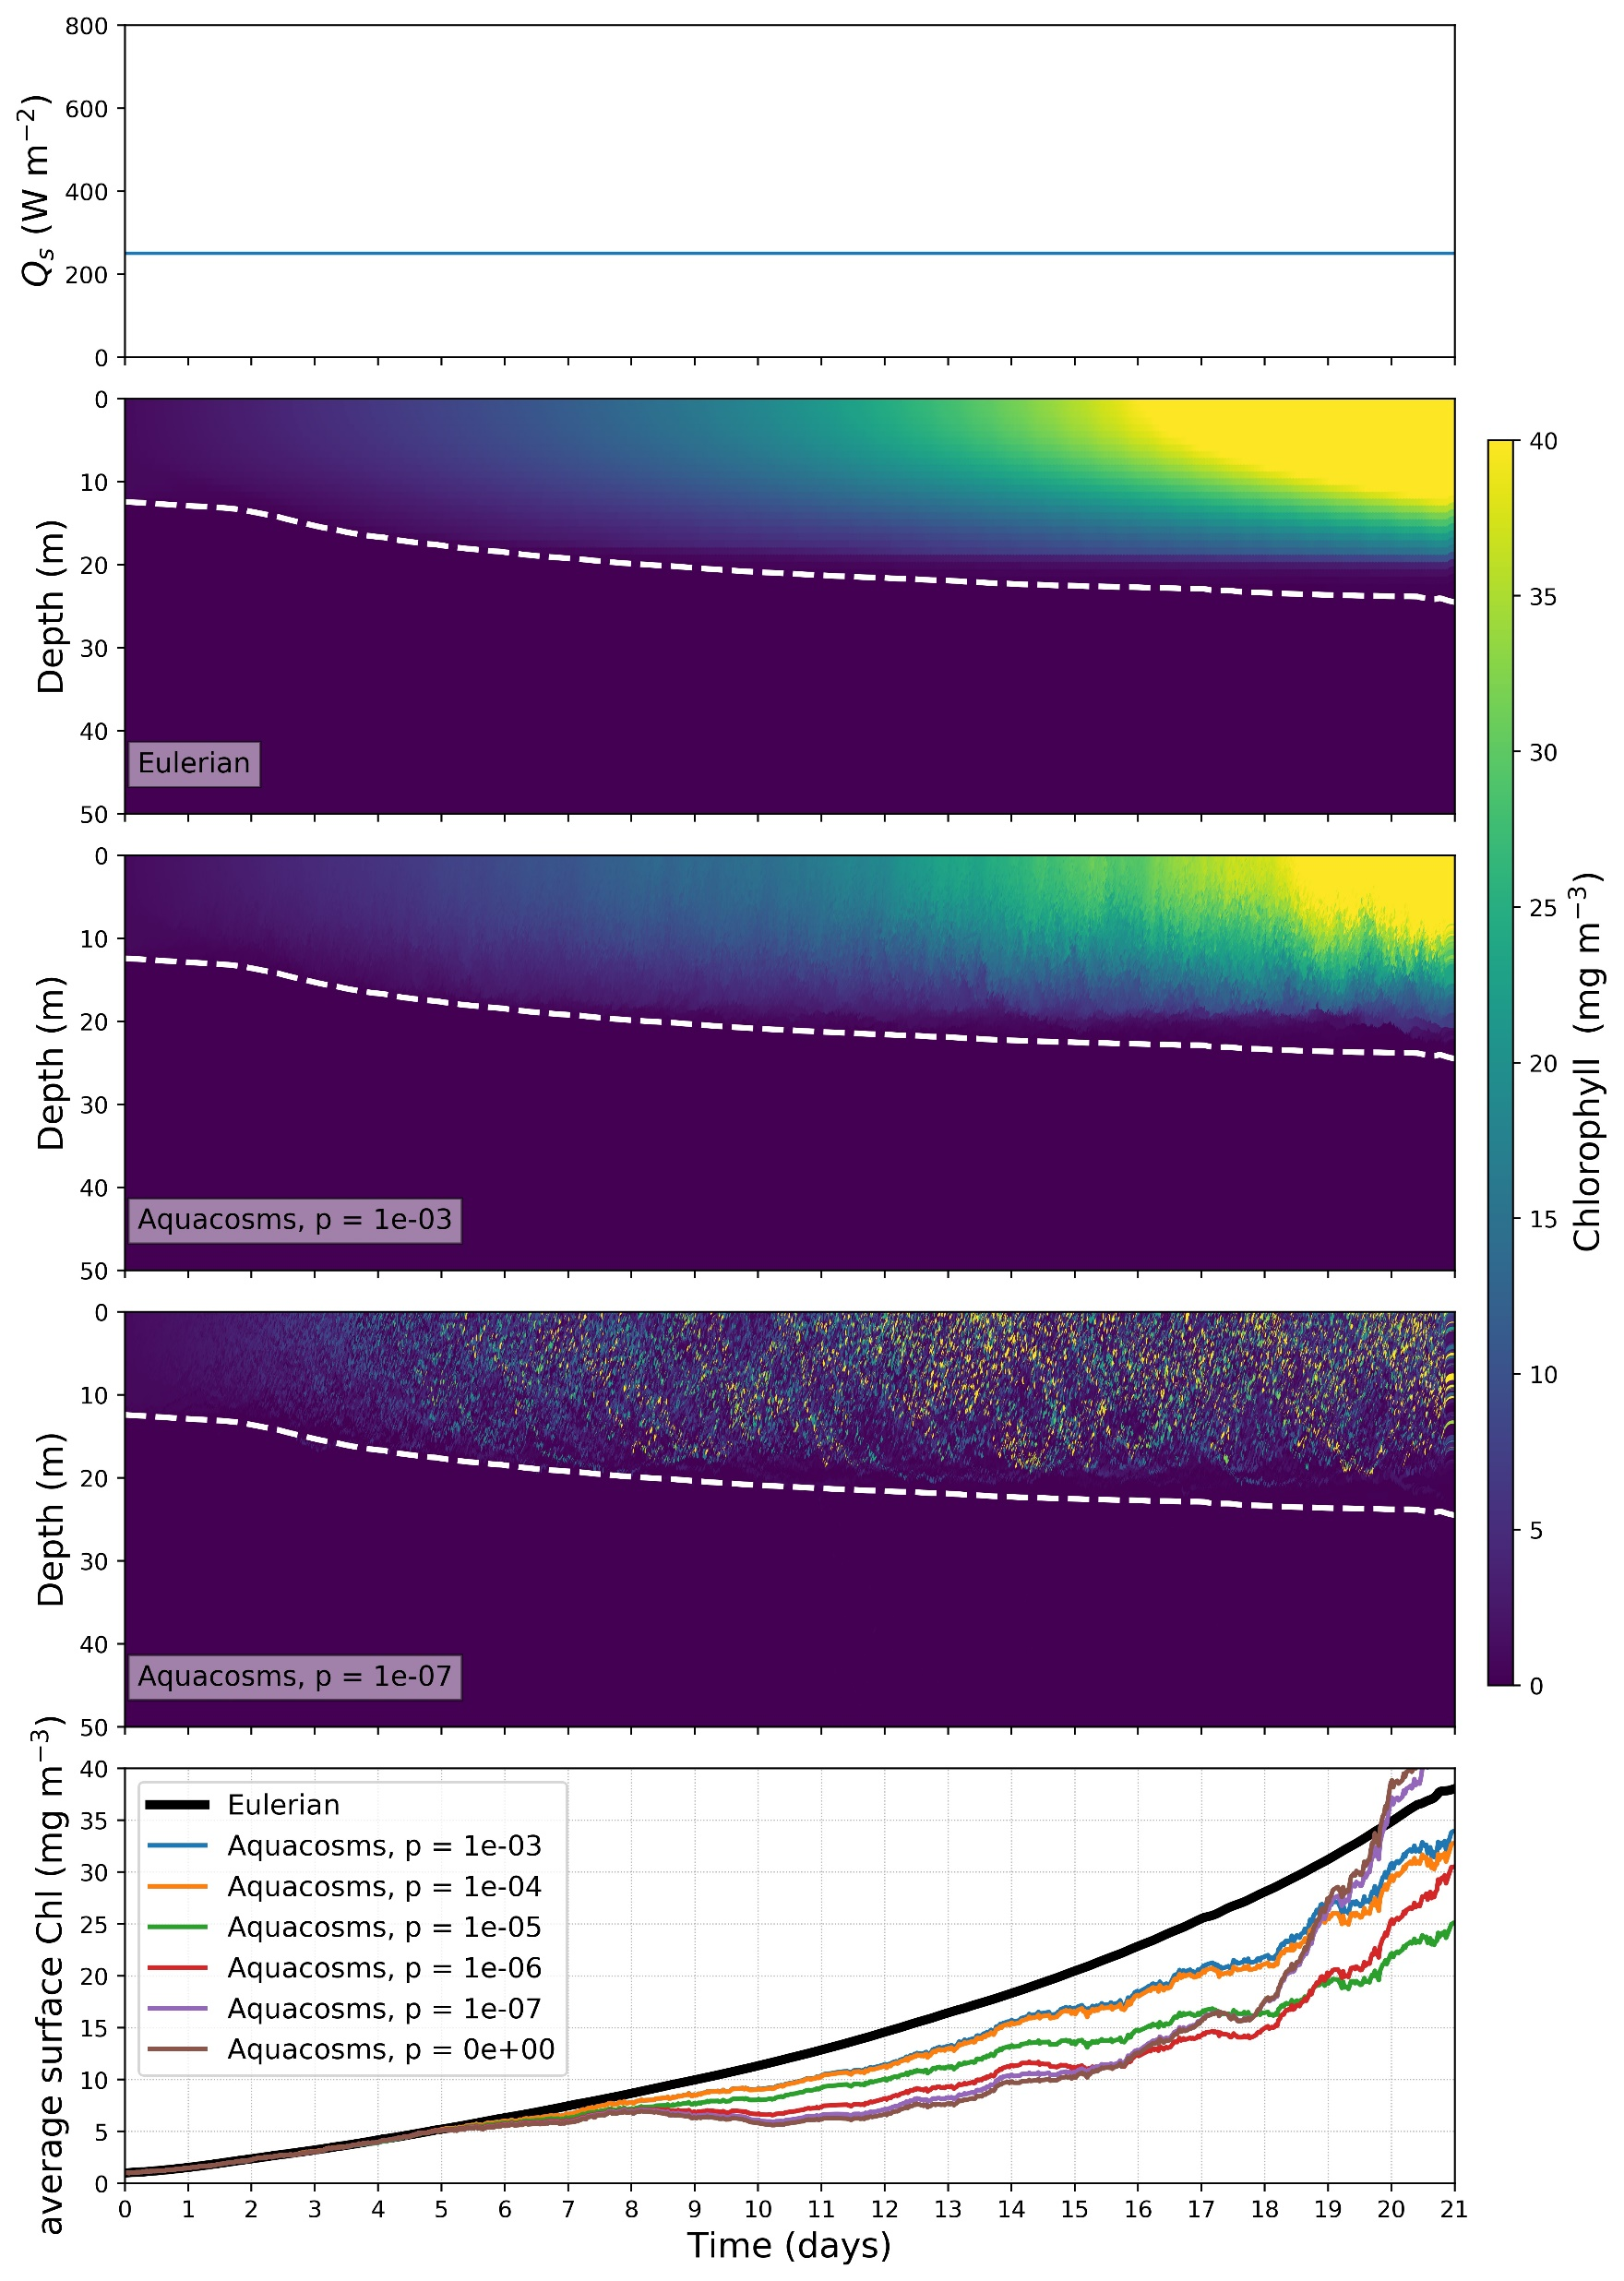 800
600
400
200
0
Q_s (W m⁻²)
0
10
20
30
40
50
Depth (m)
Eulerian
0
10
20
30
40
50
Depth (m)
Aquacosms, p = 1e-03
0
10
20
30
40
50
Depth (m)
Aquacosms, p = 1e-07
40
35
30
25
20
15
10
5
0
Chlorophyll (mg m⁻³)
40
35
30
25
20
15
10
5
0
average surface Chl (mg m⁻³)
Eulerian
Aquacosms, p = 1e-03
Aquacosms, p = 1e-04
Aquacosms, p = 1e-05
Aquacosms, p = 1e-06
Aquacosms, p = 1e-07
Aquacosms, p = 0e+00
0 1 2 3 4 5 6 7 8 9 10 11 12 13 14 15 16 17 18 19 20 21
Time (days)